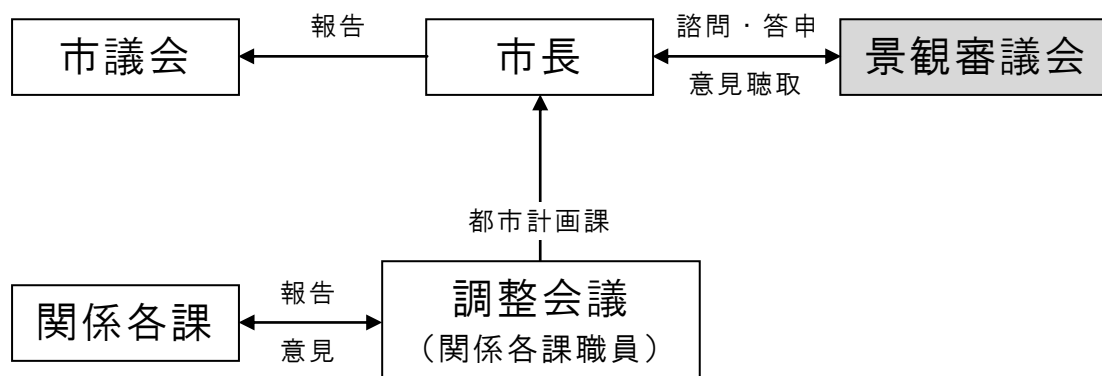 市議会
報告
市長
諮問・答申
意見聴取
景観審議会
都市計画課
関係各課
報告
意見
調整会議
（関係各課職員）